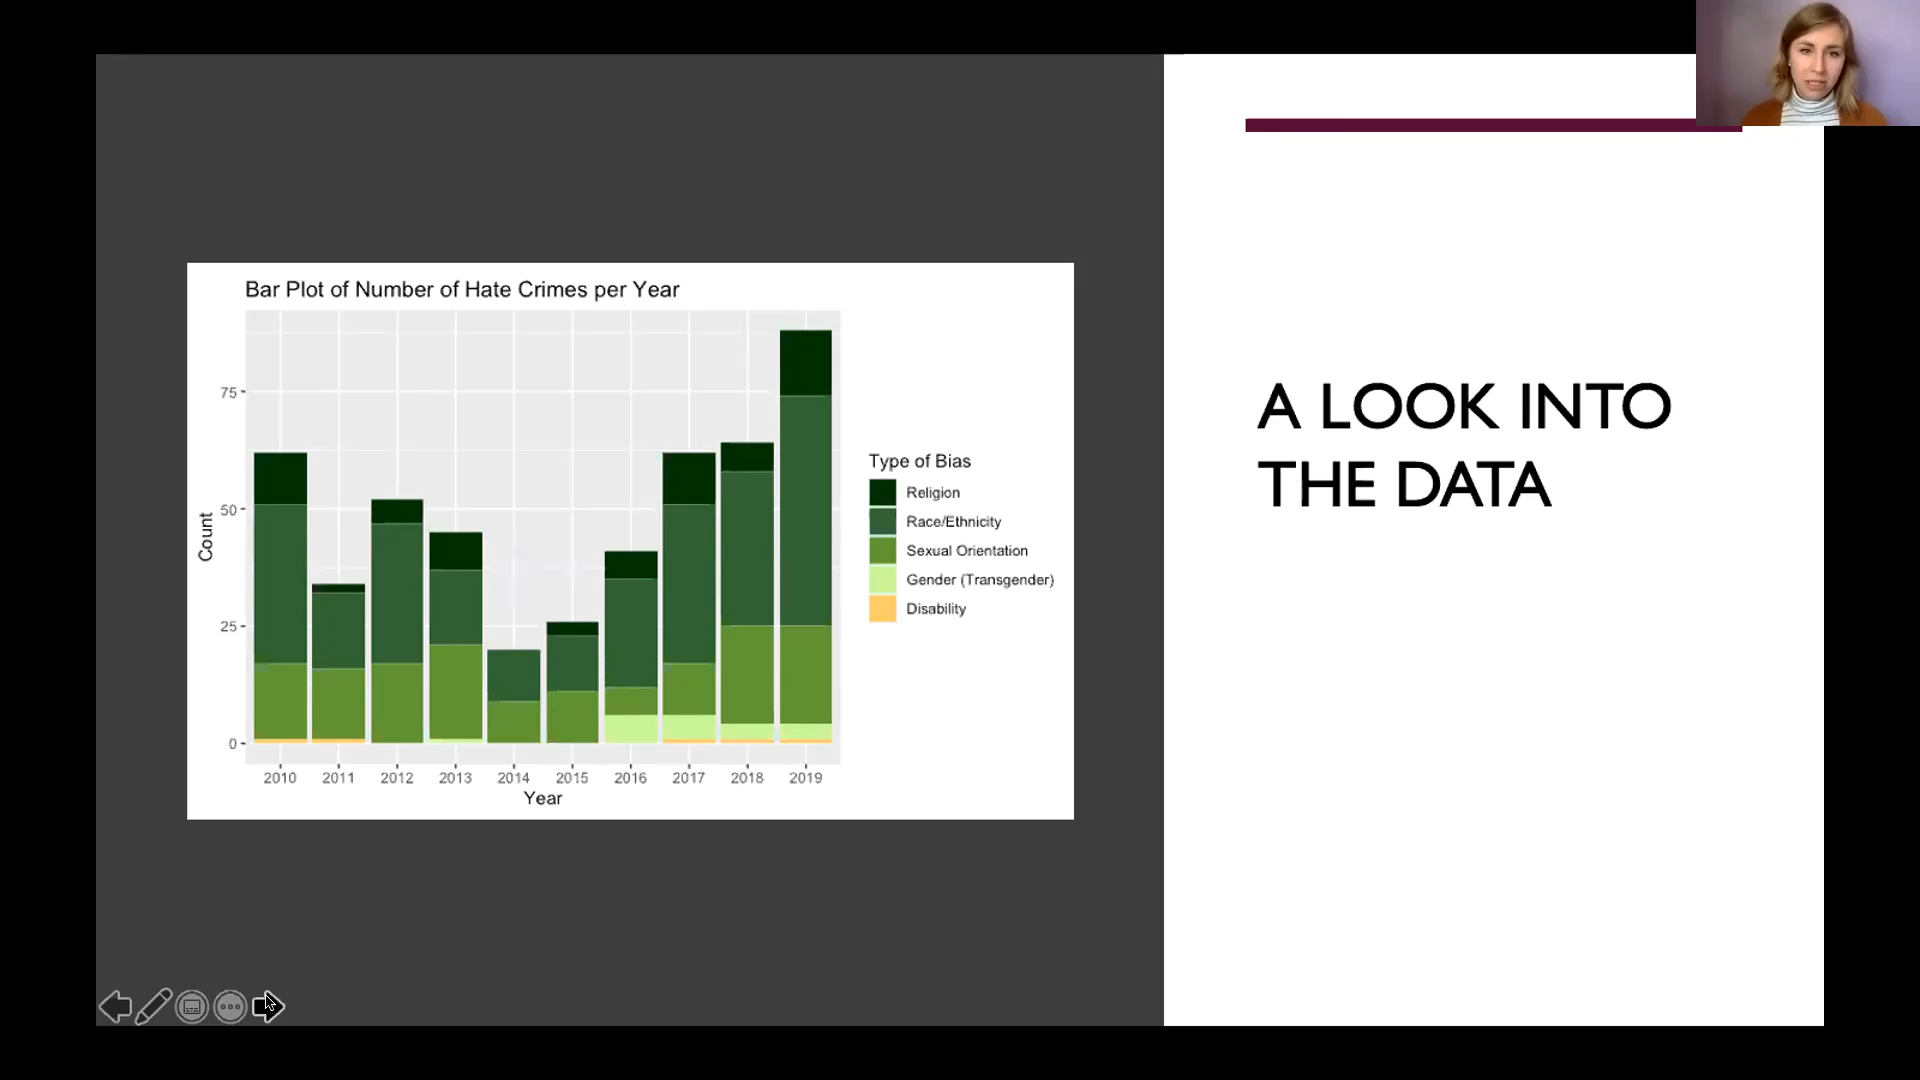 Bar Plot of Number of Hate Crimes per Year
75
50
25
0
Count
2010 2011 2012 2013 2014 2015 2016 2017 2018 2019
Year
Type of Bias
Religion
Race/Ethnicity
Sexual Orientation
Gender (Transgender)
Disability
A LOOK INTO
THE DATA